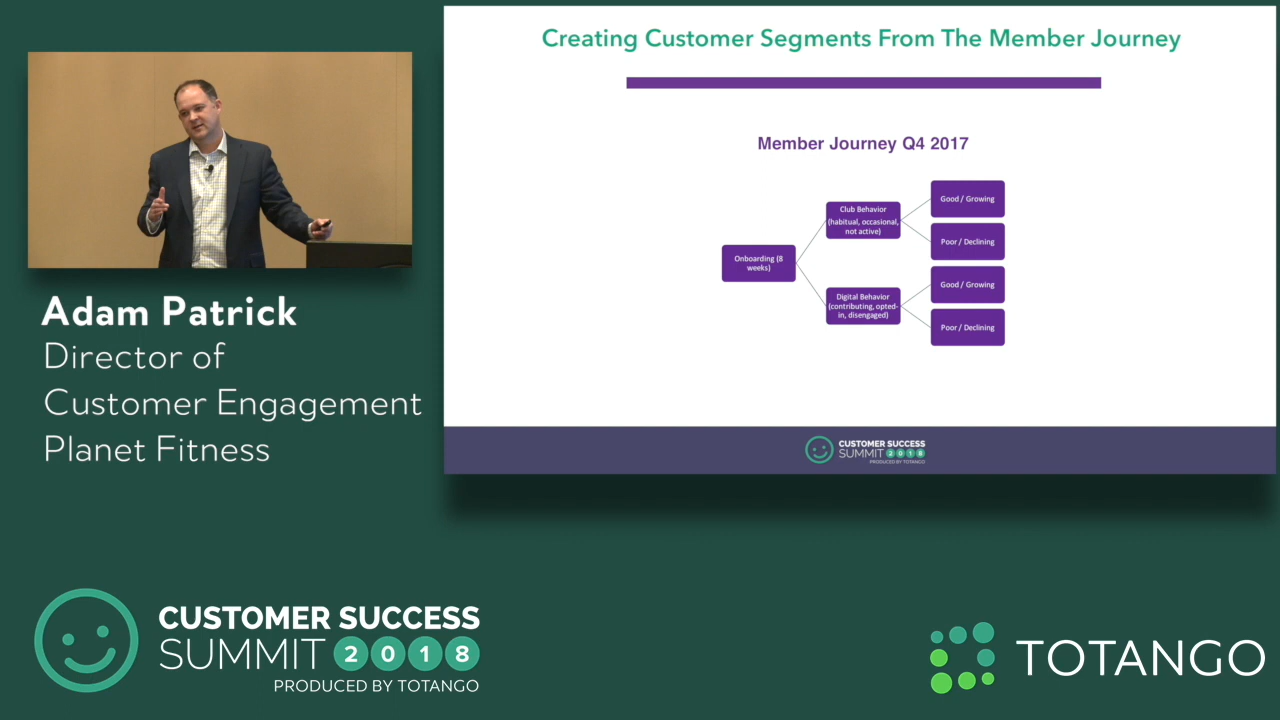 Creating Customer Segments From The Member Journey
Member Journey Q4 2017
Onboarding (8
weeks)
Club Behavior
(habitual, occasional,
not active)
Good / Growing
Poor / Declining
Digital Behavior
(contributing, opted-
in, disengaged)
Good / Growing
Poor / Declining
CUSTOMER SUCCESS
SUMMIT 2018
PRODUCED BY TOTANGO
Adam Patrick
Director of
Customer Engagement
Planet Fitness
CUSTOMER SUCCESS
SUMMIT 2018
PRODUCED BY TOTANGO
TOTANGO